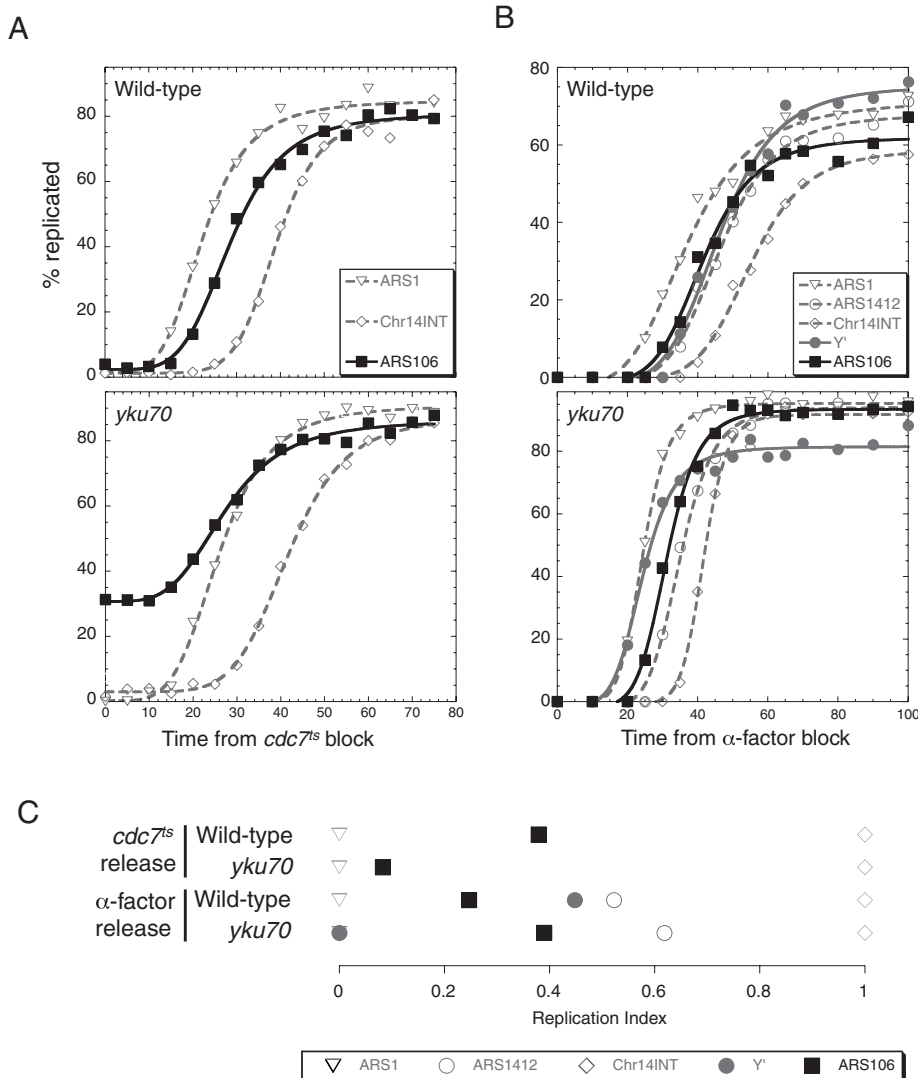 A
B
Wild-type
80
60
40
20
0
ARS1
Chr14INT
ARS106
yku70
80
60
40
20
0
0 10 20 30 40 50 60 70 80
% replicated
Time from cdc7ts block
Wild-type
80
60
40
20
0
ARS1
ARS1412
Chr14INT
Y'
ARS106
yku70
80
60
40
20
0
0 20 40 60 80 100
Time from α-factor block
C
cdc7ts release
Wild-type
yku70
α-factor release
Wild-type
yku70
0 0.2 0.4 0.6 0.8 1
Replication Index
ARS1 ARS1412 Chr14INT Y' ARS106